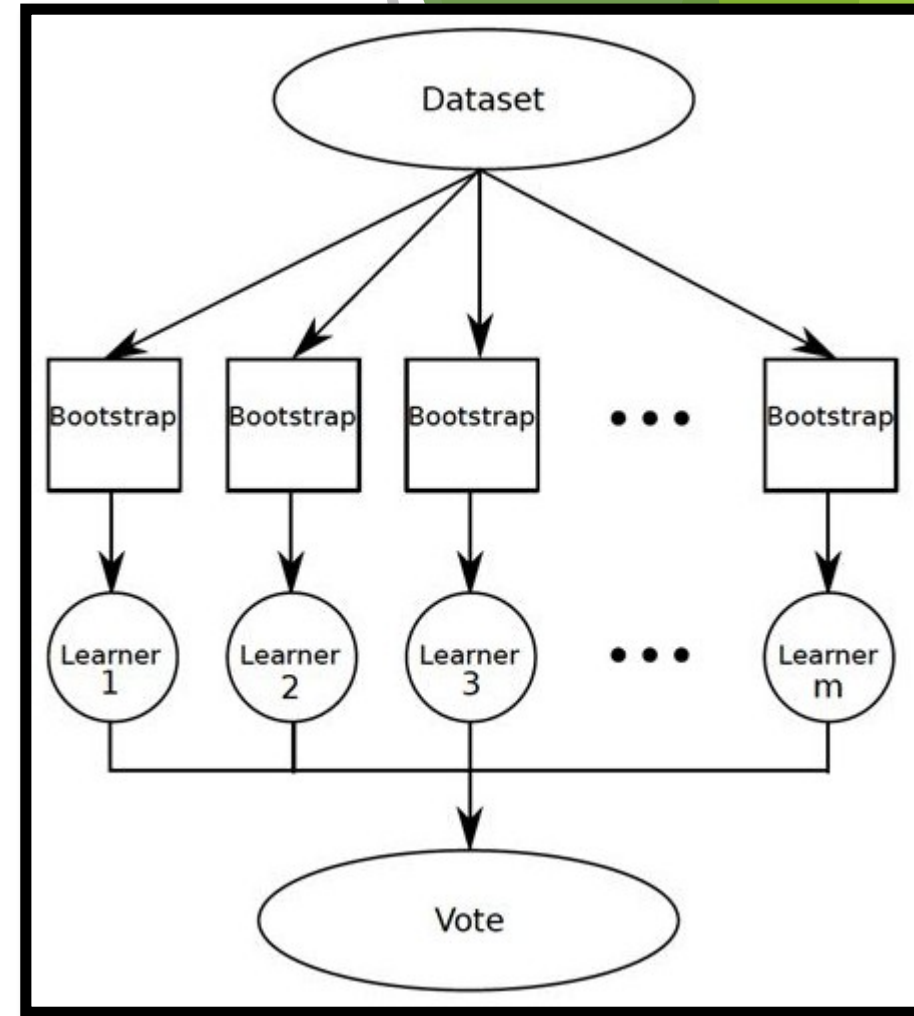 Dataset
Bootstrap Bootstrap Bootstrap ••• Bootstrap
Learner Learner Learner ••• Learner
1 2 3 m
Vote